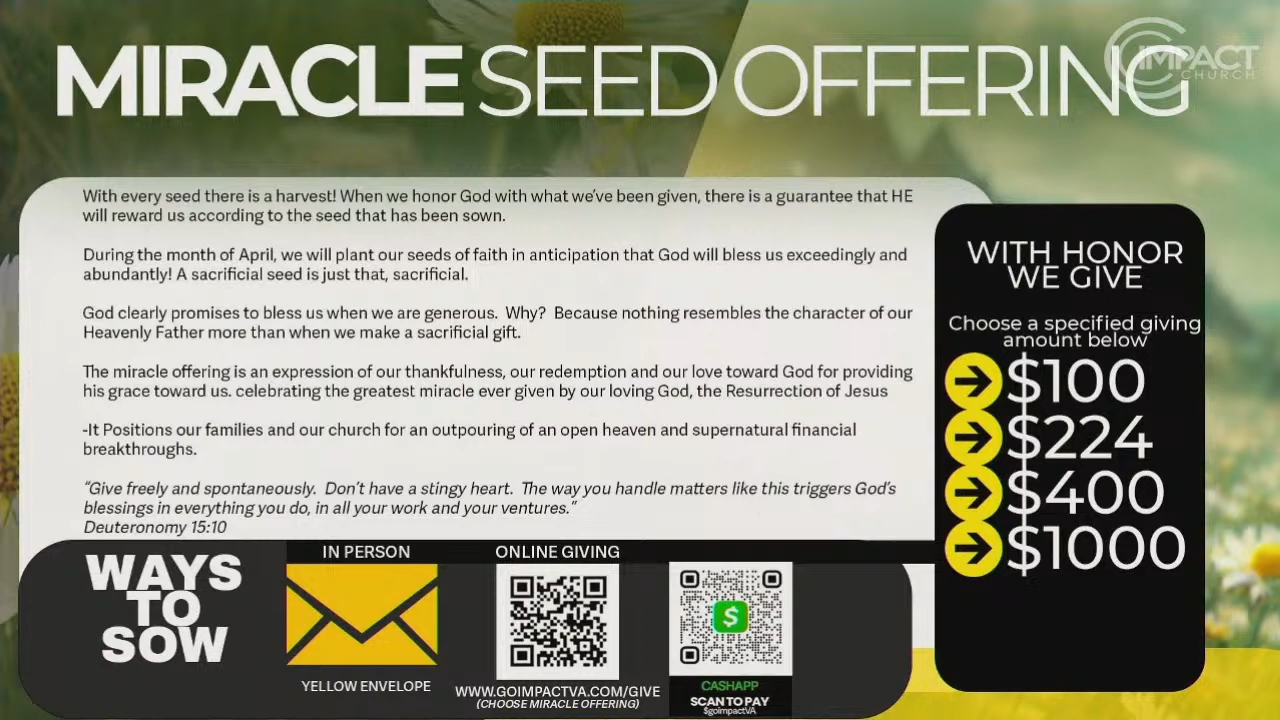 MIRACLE SEED OFFERING
IMPACT
CHURCH
With every seed there is a harvest! When we honor God with what we've been given, there is a guarantee that HE
will reward us according to the seed that has been sown.
During the month of April, we will plant our seeds of faith in anticipation that God will bless us exceedingly and
abundantly! A sacrificial seed is just that, sacrificial.
God clearly promises to bless us when we are generous.  Why?  Because nothing resembles the character of our
Heavenly Father more than when we make a sacrificial gift.
The miracle offering is an expression of our thankfulness, our redemption and our love toward God for providing
his grace toward us. celebrating the greatest miracle ever given by our loving God, the Resurrection of Jesus
-It Positions our families and our church for an outpouring of an open heaven and supernatural financial
breakthroughs.
"Give freely and spontaneously.  Don't have a stingy heart.  The way you handle matters like this triggers God's
blessings in everything you do, in all your work and your ventures."
Deuteronomy 15:10
WITH HONOR
WE GIVE
Choose a specified giving
amount below
$100
$224
$400
$1000
WAYS
TO
SOW
IN PERSON
YELLOW ENVELOPE
ONLINE GIVING
WWW.GOIMPACTVA.COM/GIVE
(CHOOSE MIRACLE OFFERING)
$
CASHAPP
SCAN TO PAY
$goimpactVA